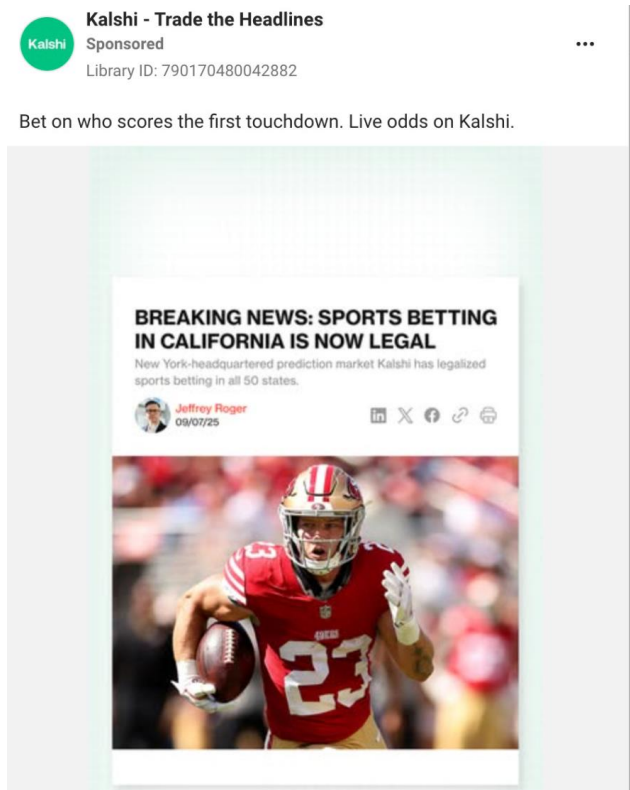 Kalshi - Trade the Headlines
Kalshi
Sponsored
Library ID: 790170480042882
Bet on who scores the first touchdown. Live odds on Kalshi.
BREAKING NEWS: SPORTS BETTING
IN CALIFORNIA IS NOW LEGAL
New York-headquartered prediction market Kalshi has legalized
sports betting in all 50 states.
Jeffrey Roger
09/07/25
in
23
49ERS
23